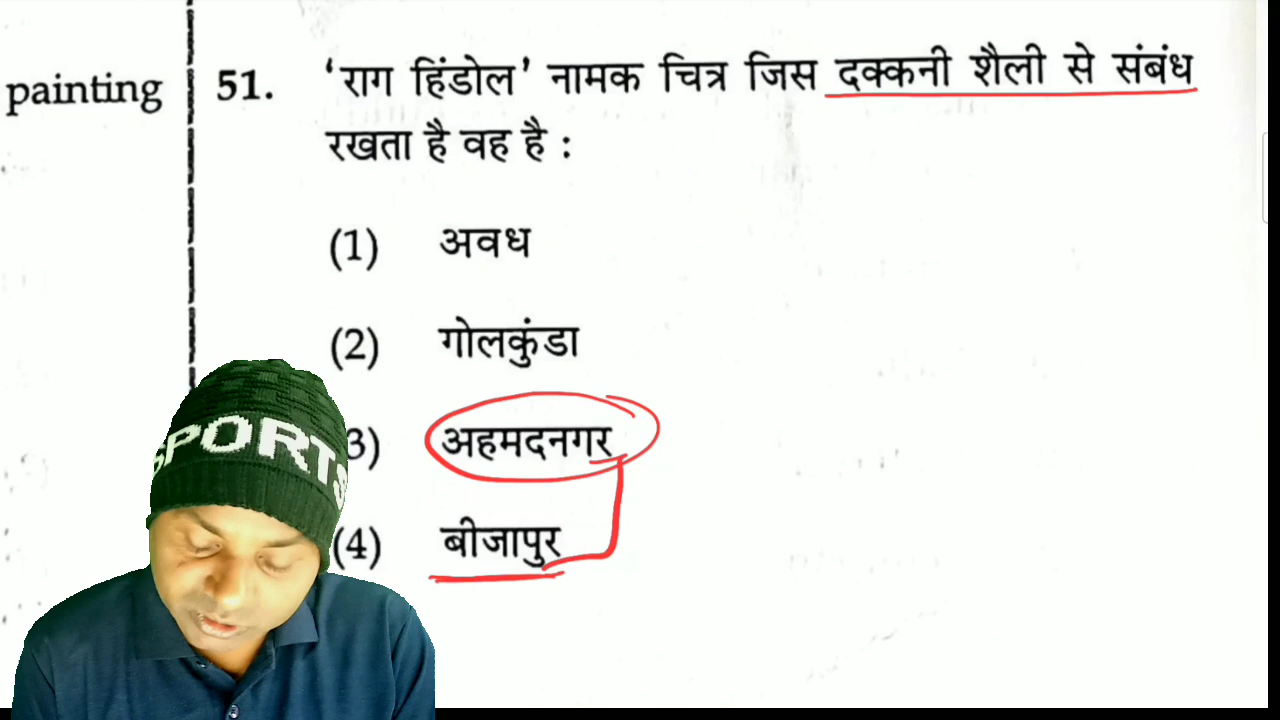 painting
51. 'राग हिंडोल' नामक चित्र जिस दक्कनी शैली से संबंध
रखता है वह है :
(1) अवध
(2) गोलकुंडा
3) अहमदनगर
(4) बीजापुर
SPORTS